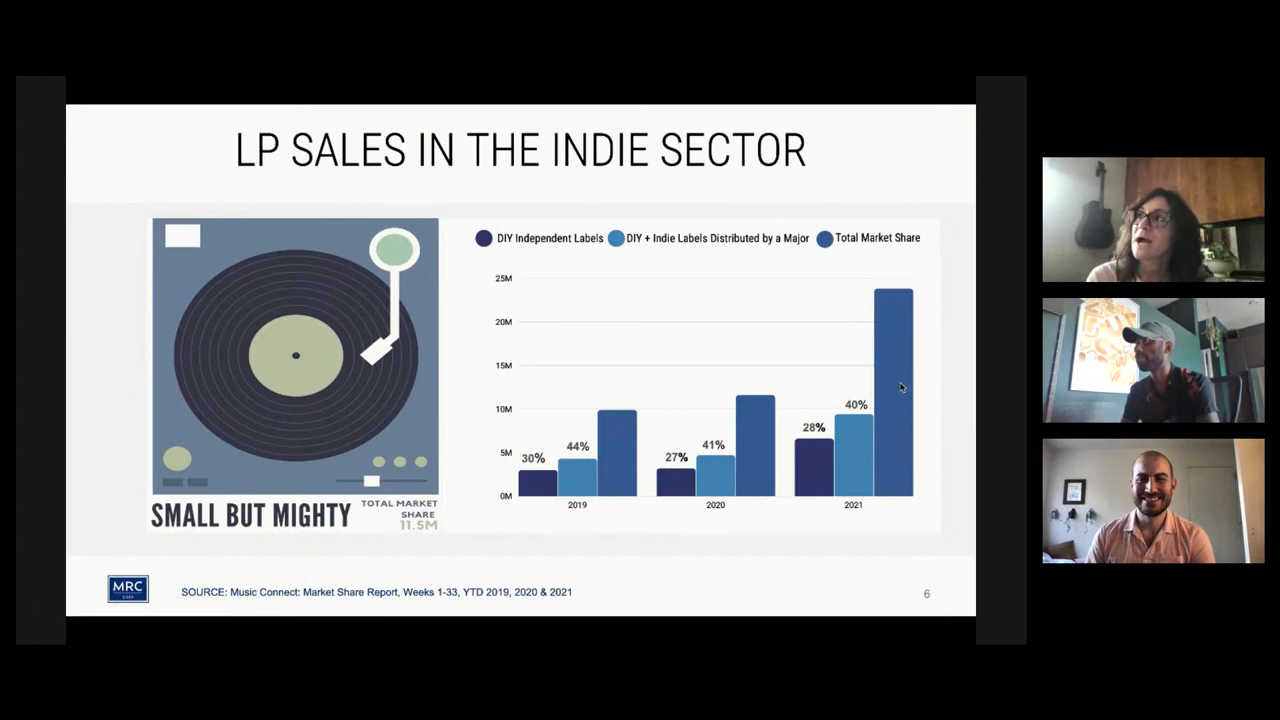 LP SALES IN THE INDIE SECTOR
DIY Independent Labels DIY + Indie Labels Distributed by a Major Total Market Share
25M
20M
15M
10M
5M
0M
30% 44%
27% 41%
28% 40%
2019 2020 2021
SMALL BUT MIGHTY
TOTAL MARKET
SHARE
11.5M
MRC
DATA
SOURCE: Music Connect: Market Share Report, Weeks 1-33, YTD 2019, 2020 & 2021
6